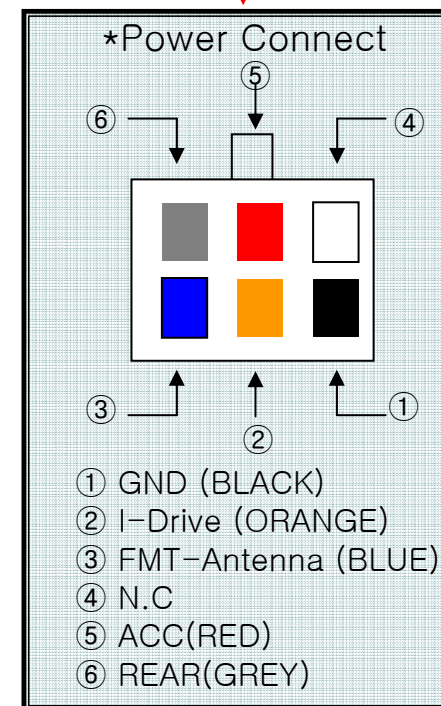 *Power Connect
⑤
⑥ ④
③ ①
②
① GND (BLACK)
② I-Drive (ORANGE)
③ FMT-Antenna (BLUE)
④ N.C
⑤ ACC(RED)
⑥ REAR(GREY)